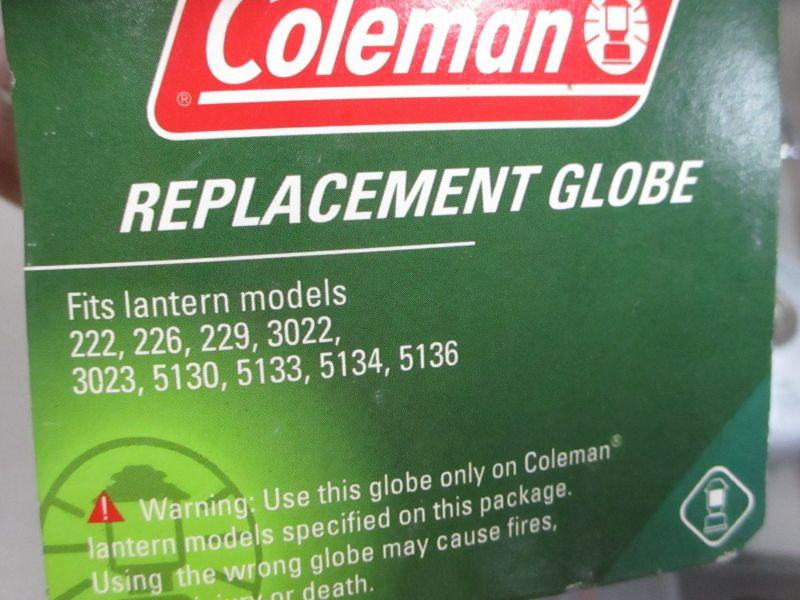 Coleman
®
REPLACEMENT GLOBE
Fits lantern models
222, 226, 229, 3022,
3023, 5130, 5133, 5134, 5136
Warning: Use this globe only on Coleman®
lantern models specified on this package.
Using the wrong globe may cause fires,
injury or death.